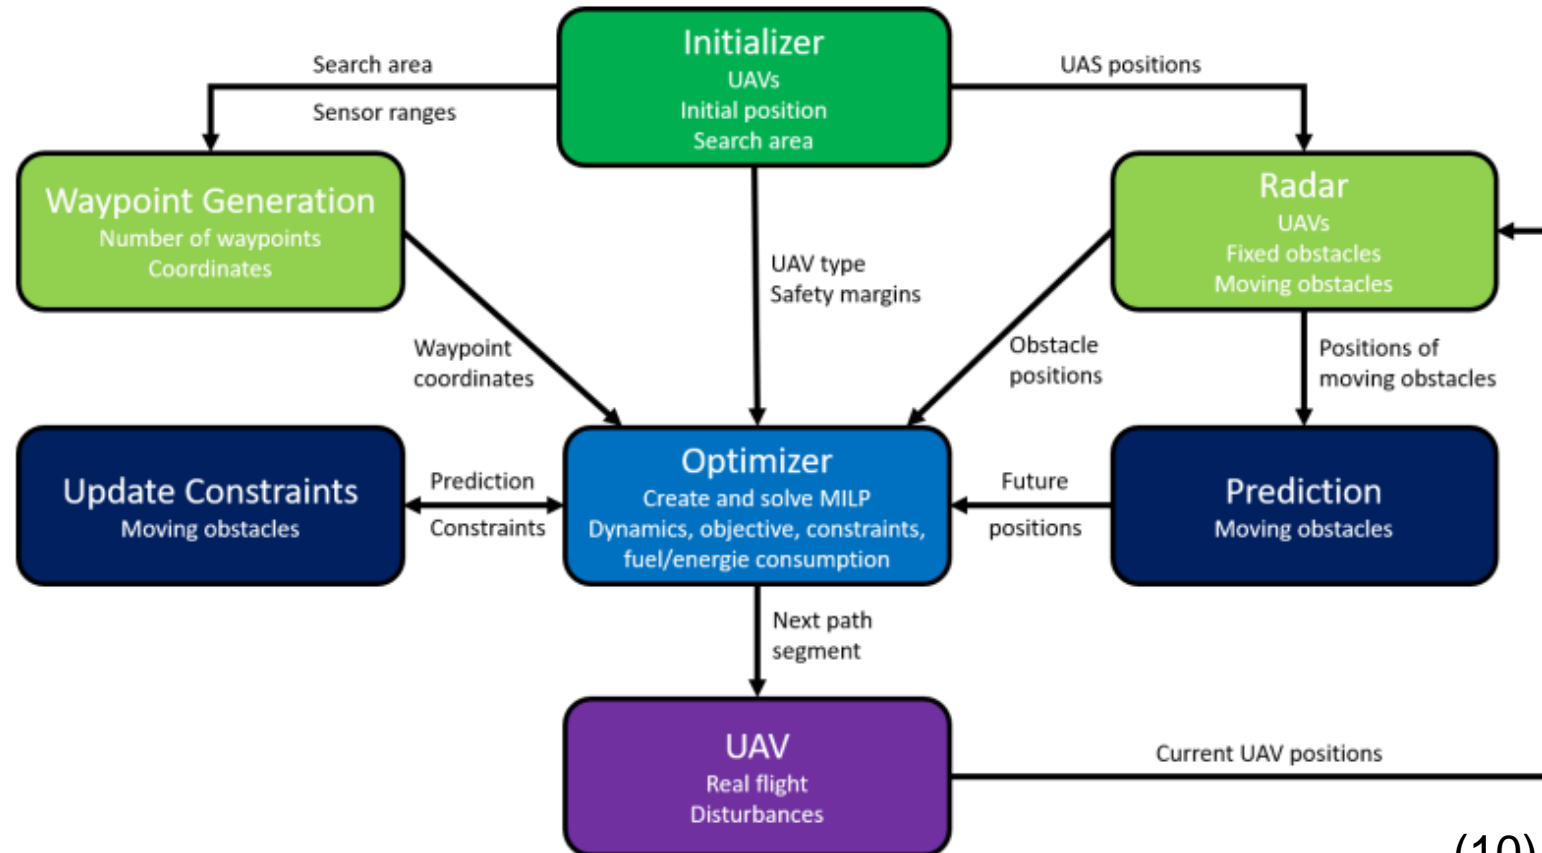 Initializer
UAVs
Initial position
Search area
Search area
Sensor ranges
UAS positions
Waypoint Generation
Number of waypoints
Coordinates
Radar
UAVs
Fixed obstacles
Moving obstacles
UAV type
Safety margins
Waypoint
coordinates
Obstacle
positions
Positions of
moving obstacles
Update Constraints
Moving obstacles
Prediction
Constraints
Optimizer
Create and solve MILP
Dynamics, objective, constraints,
fuel/energie consumption
Future
positions
Prediction
Moving obstacles
Next path
segment
UAV
Real flight
Disturbances
Current UAV positions
(10)